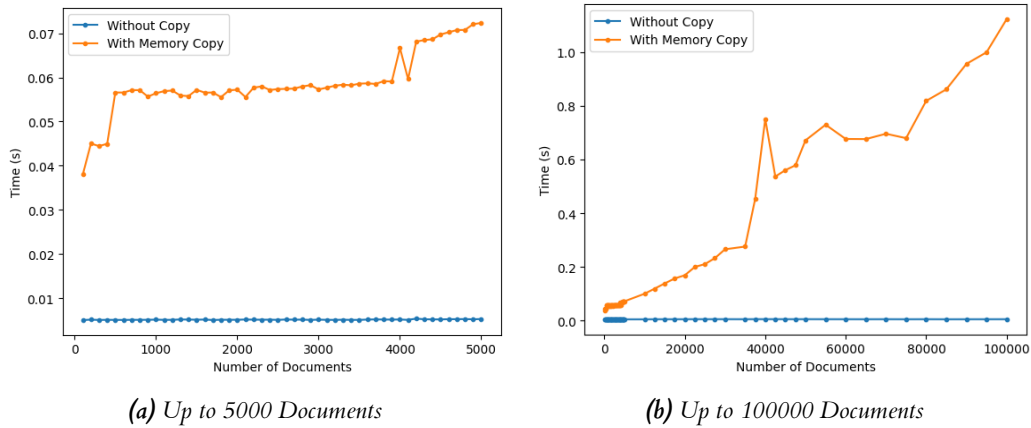 Without Copy
With Memory Copy
0.07
0.06
0.05
0.04
0.03
0.02
0.01
Time (s)
0 1000 2000 3000 4000 5000
Number of Documents
(a) Up to 5000 Documents
Without Copy
With Memory Copy
1.0
0.8
0.6
0.4
0.2
0.0
Time (s)
0 20000 40000 60000 80000 100000
Number of Documents
(b) Up to 100000 Documents